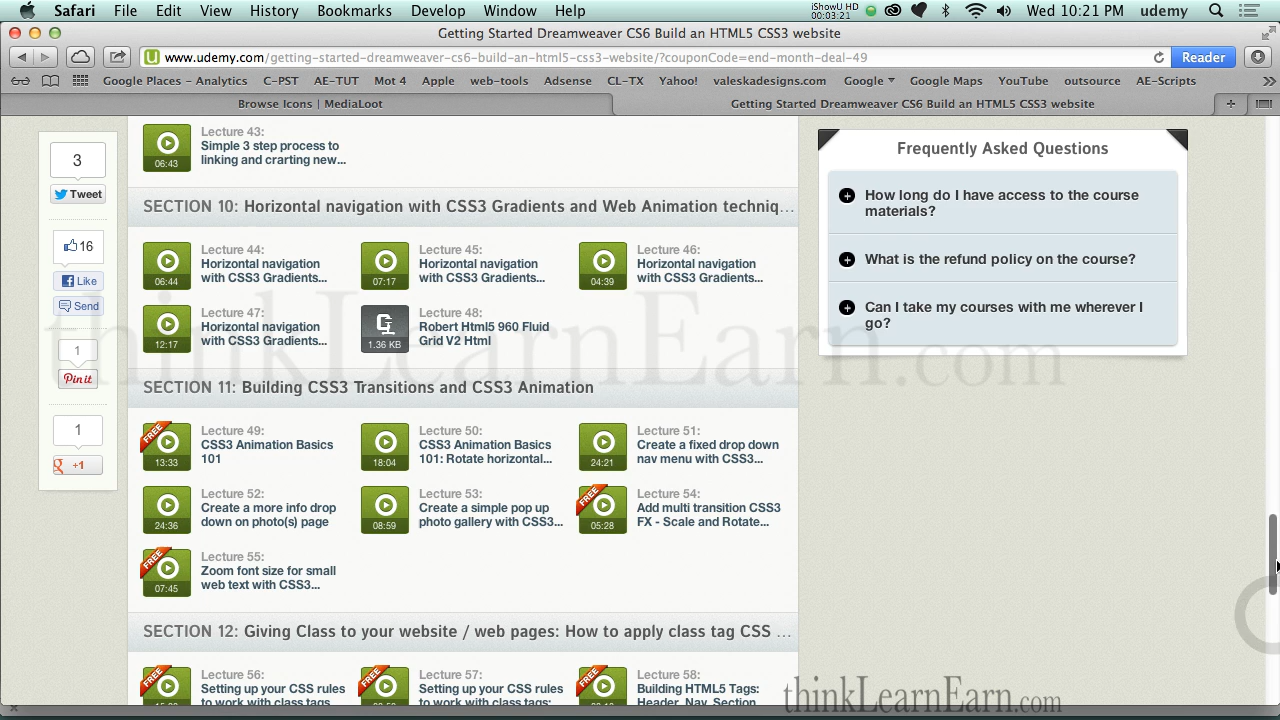 Safari File Edit View History Bookmarks Develop Window Help iShowU HD 00:03:21 Wed 10:21 PM udemy
Getting Started Dreamweaver CS6 Build an HTML5 CSS3 website
www.udemy.com/getting-started-dreamweaver-cs6-build-an-html5-css3-website/?couponCode=end-month-deal-49 Reader
Google Places - Analytics C-PST AE-TUT Mot 4 Apple web-tools Adsense CL-TX Yahoo! valeskadesigns.com Google Google Maps YouTube outsource AE-Scripts
Browse Icons | MediaLoot Getting Started Dreamweaver CS6 Build an HTML5 CSS3 website
3
Tweet
16
Like
Send
1
Pin it
1
+1
Lecture 43:
Simple 3 step process to
linking and crarting new...
06:43
SECTION 10: Horizontal navigation with CSS3 Gradients and Web Animation techniq...
Lecture 44:
Horizontal navigation
with CSS3 Gradients...
06:44
Lecture 45:
Horizontal navigation
with CSS3 Gradients...
07:17
Lecture 46:
Horizontal navigation
with CSS3 Gradients...
04:39
Lecture 47:
Horizontal navigation
with CSS3 Gradients...
12:17
Lecture 48:
Robert Html5 960 Fluid
Grid V2 Html
1.36 KB
SECTION 11: Building CSS3 Transitions and CSS3 Animation
FREE
Lecture 49:
CSS3 Animation Basics
101
13:33
Lecture 50:
CSS3 Animation Basics
101: Rotate horizontal...
18:04
Lecture 51:
Create a fixed drop down
nav menu with CSS3...
24:21
Lecture 52:
Create a more info drop
down on photo(s) page
24:36
Lecture 53:
Create a simple pop up
photo gallery with CSS3...
08:59
FREE
Lecture 54:
Add multi transition CSS3
FX - Scale and Rotate...
05:28
FREE
Lecture 55:
Zoom font size for small
web text with CSS3...
07:45
SECTION 12: Giving Class to your website / web pages: How to apply class tag CSS ...
FREE
Lecture 56:
Setting up your CSS rules
to work with class tags
FREE
Lecture 57:
Setting up your CSS rules
to work with class tags:
FREE
Lecture 58:
Building HTML5 Tags:
Header, Nav, Section
Frequently Asked Questions
How long do I have access to the course
materials?
What is the refund policy on the course?
Can I take my courses with me wherever I
go?
thinkLearnEarn.com
thinkLearnEarn.com